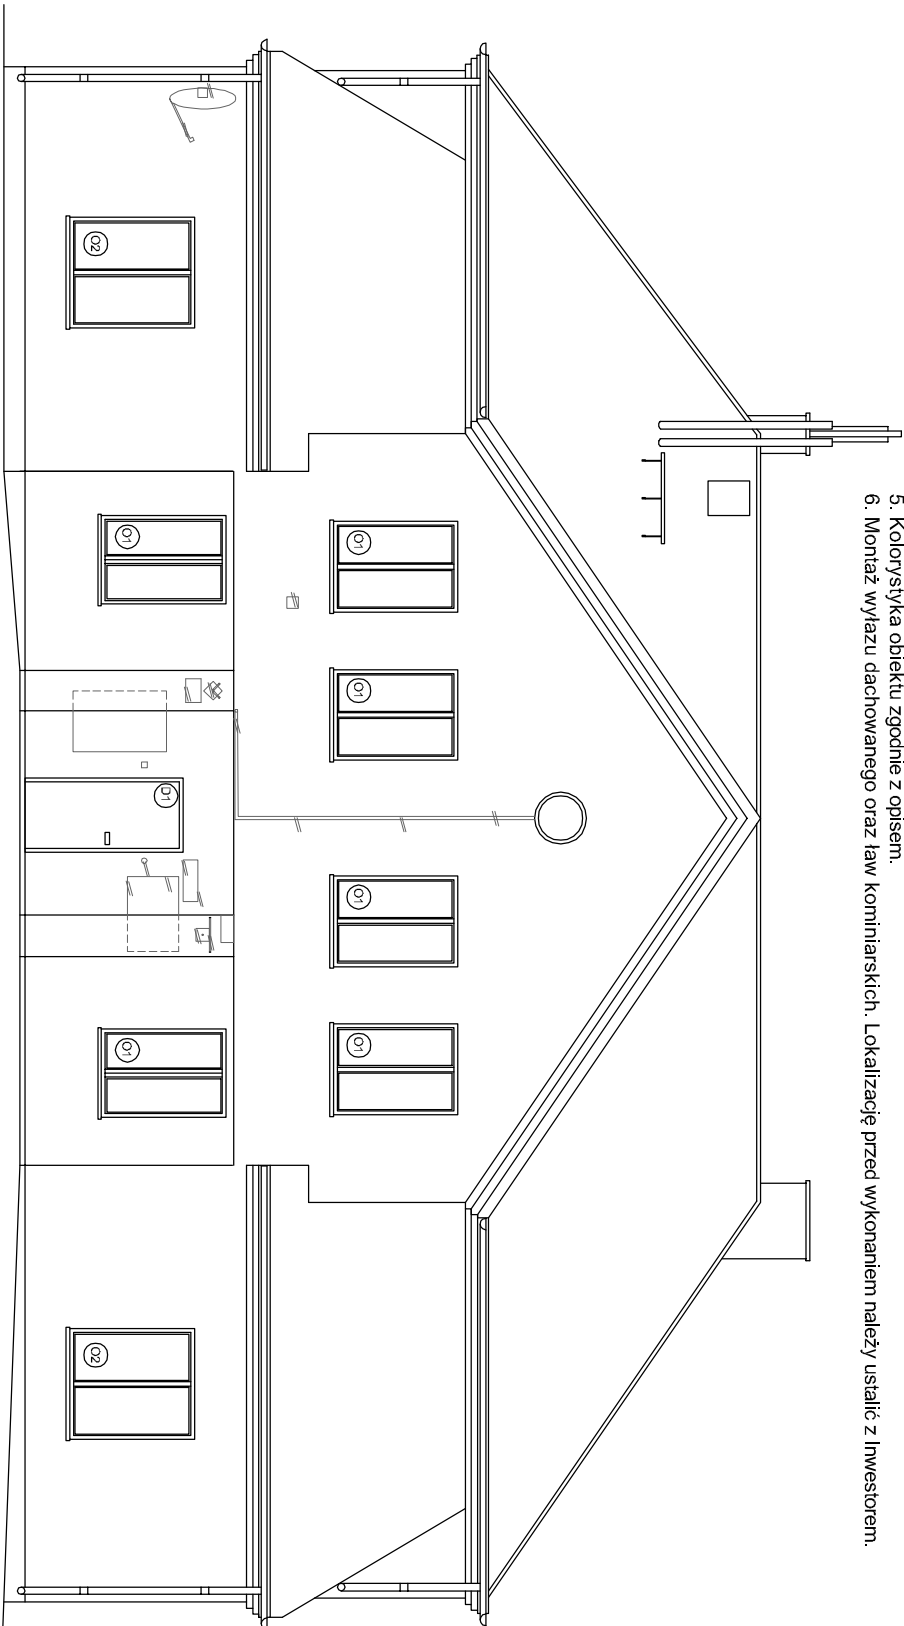 5. Kolorystyka obiektu zgodnie z opisem.
6. Montaż wyłazu dachowanego oraz ław kominiarskich. Lokalizację przed wykonaniem należy ustalić z Inwestorem.
O2
O1
O1
O1
D1
O1
O1
O1
O2